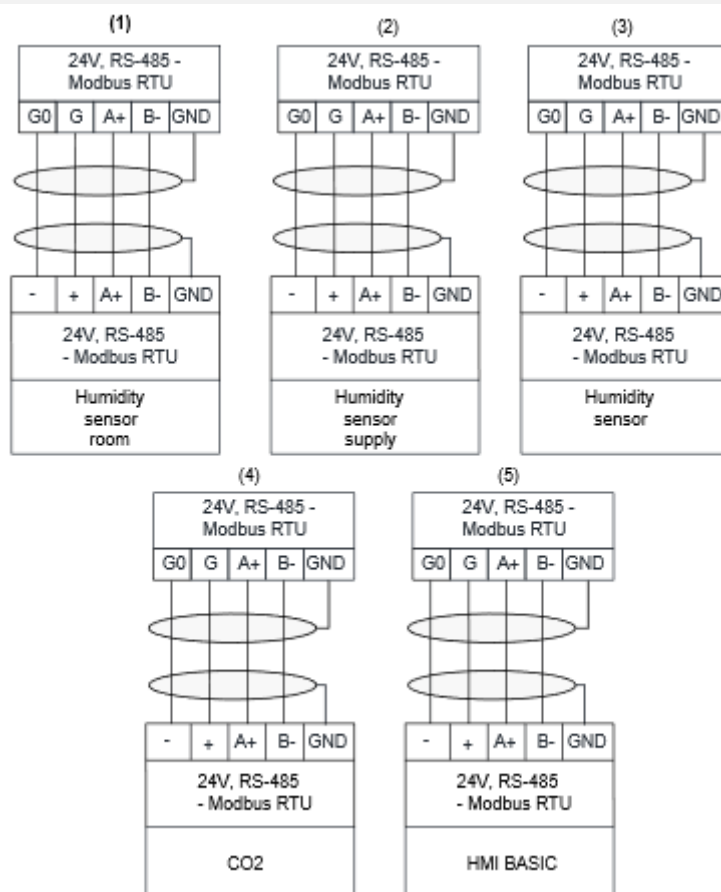 (1)
24V, RS-485 -
Modbus RTU
G0 G A+ B- GND
- + A+ B- GND
24V, RS-485
- Modbus RTU
Humidity
sensor
room
(2)
24V, RS-485 -
Modbus RTU
G0 G A+ B- GND
- + A+ B- GND
24V, RS-485
- Modbus RTU
Humidity
sensor
supply
(3)
24V, RS-485 -
Modbus RTU
G0 G A+ B- GND
- + A+ B- GND
24V, RS-485
- Modbus RTU
Humidity
sensor
(4)
24V, RS-485 -
Modbus RTU
G0 G A+ B- GND
- + A+ B- GND
24V, RS-485
- Modbus RTU
CO2
(5)
24V, RS-485 -
Modbus RTU
G0 G A+ B- GND
- + A+ B- GND
24V, RS-485
- Modbus RTU
HMI BASIC